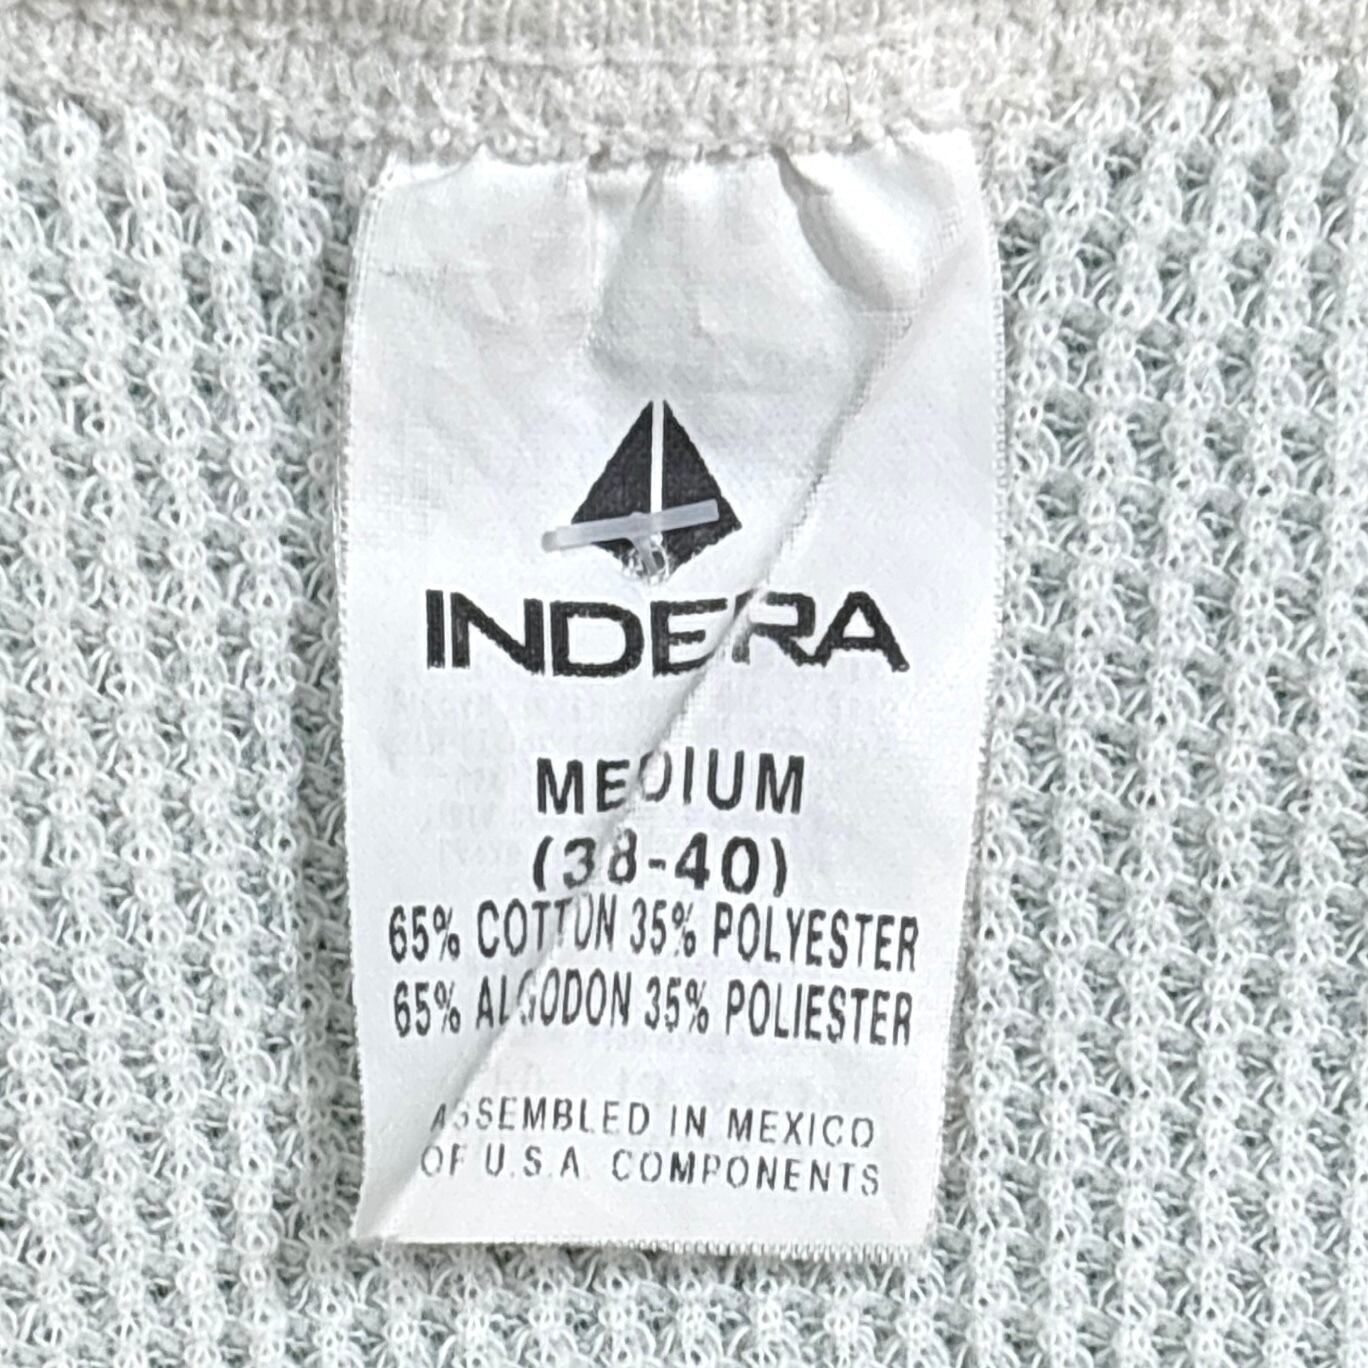 INDERA
MEDIUM
(38-40)
65% COTTON 35% POLYESTER
65% ALGODON 35% POLIESTER
ASSEMBLED IN MEXICO
OF U.S.A. COMPONENTS